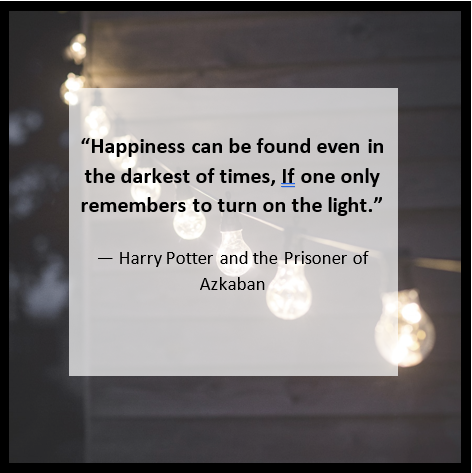 “Happiness can be found even in
the darkest of times, If one only
remembers to turn on the light.”
— Harry Potter and the Prisoner of
Azkaban